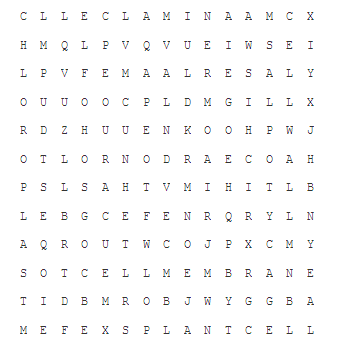 C L L E C L A M I N A A M C X
H M Q L P V Q V U E I W S E I
L P V F E M A A L R E S A L Y
O U U O O C P L D M G I L L X
R D Z H U U E N K O O H P W J
O T L O R N O D R A E C O A H
P S L S A H T V M I H I T L B
L E B G C E F E N R Q R Y L N
A Q R O U T W C O J P X C M Y
S O T C E L L M E M B R A N E
T I D B M R O B J W Y G G B A
M E F E X S P L A N T C E L L